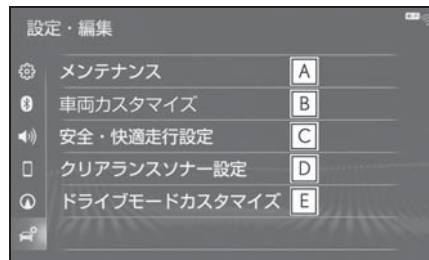 設定・編集
メンテナンス A
車両カスタマイズ B
安全・快適走行設定 C
クリアランスソナー設定 D
ドライブモードカスタマイズ E